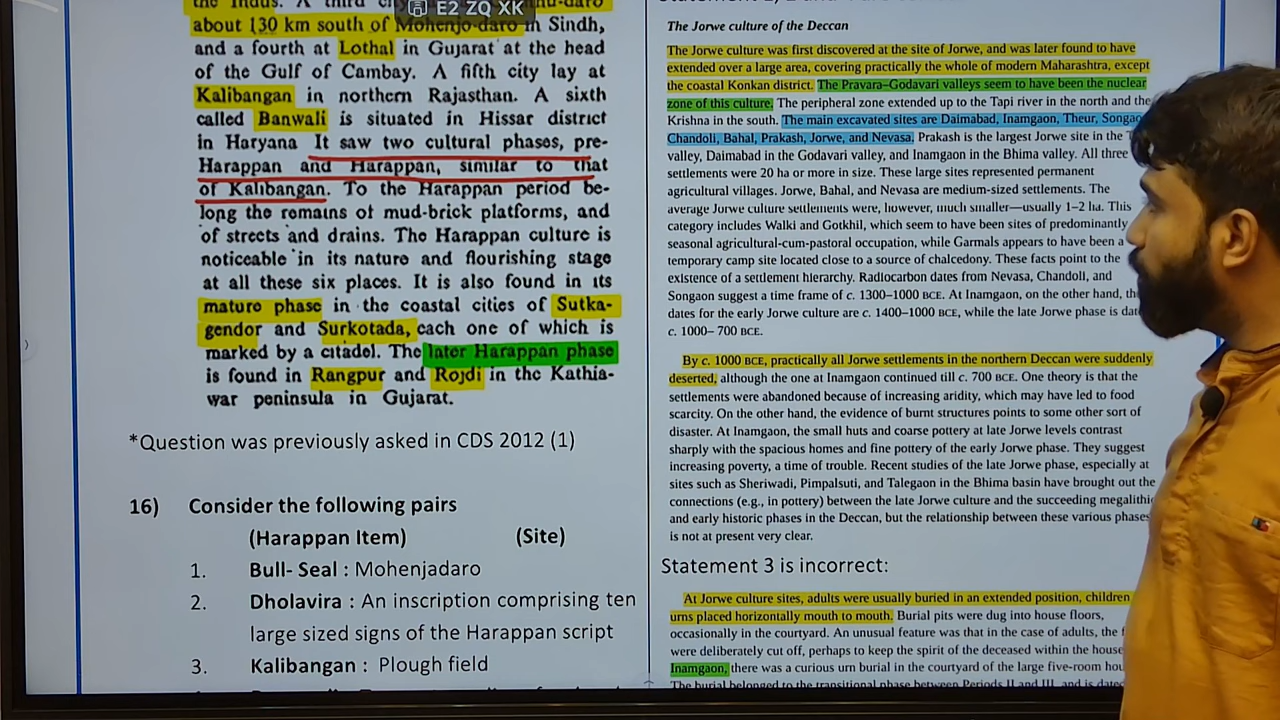 the Indus. A third
E2 ZQ XK
about 130 km south of Mohenjo-daro in Sindh,
and a fourth at Lothal in Gujarat at the head
of the Gulf of Cambay. A fifth city lay at
Kalibangan in northern Rajasthan. A sixth
called Banwali is situated in Hissar district
in Haryana It saw two cultural phases, pre-
Harappan and Harappan, similar to that
of Kalibangan. To the Harappan period be-
long the remains of mud-brick platforms, and
of streets and drains. The Harappan culture is
noticeable in its nature and flourishing stage
at all these six places. It is also found in its
mature phase in the coastal cities of Sutka-
gendor and Surkotada, each one of which is
marked by a citadel. The later Harappan phase
is found in Rangpur and Rojdi in the Kathia-
war peninsula in Gujarat.
*Question was previously asked in CDS 2012 (1)
16) Consider the following pairs
(Harappan Item) (Site)
1. Bull- Seal : Mohenjadaro
2. Dholavira : An inscription comprising ten
large sized signs of the Harappan script
3. Kalibangan : Plough field
The Jorwe culture of the Deccan
The Jorwe culture was first discovered at the site of Jorwe, and was later found to have
extended over a large area, covering practically the whole of modern Maharashtra, except
the coastal Konkan district. The Pravara–Godavari valleys seem to have been the nuclear
zone of this culture. The peripheral zone extended up to the Tapi river in the north and the
Krishna in the south. The main excavated sites are Daimabad, Inamgaon, Theur, Songao
Chandoli, Bahal, Prakash, Jorwe, and Nevasa. Prakash is the largest Jorwe site in the
valley, Daimabad in the Godavari valley, and Inamgaon in the Bhima valley. All three
settlements were 20 ha or more in size. These large sites represented permanent
agricultural villages. Jorwe, Bahal, and Nevasa are medium-sized settlements. The
average Jorwe culture settlements were, however, much smaller—usually 1–2 ha. This
category includes Walki and Gotkhil, which seem to have been sites of predominantly
seasonal agricultural-cum-pastoral occupation, while Garmals appears to have been a
temporary camp site located close to a source of chalcedony. These facts point to the
existence of a settlement hierarchy. Radiocarbon dates from Nevasa, Chandoli, and
Songaon suggest a time frame of c. 1300–1000 BCE. At Inamgaon, on the other hand, th
dates for the early Jorwe culture are c. 1400–1000 BCE, while the late Jorwe phase is dat
c. 1000– 700 BCE.
By c. 1000 BCE, practically all Jorwe settlements in the northern Deccan were suddenly
deserted, although the one at Inamgaon continued till c. 700 BCE. One theory is that the
settlements were abandoned because of increasing aridity, which may have led to food
scarcity. On the other hand, the evidence of burnt structures points to some other sort of
disaster. At Inamgaon, the small huts and coarse pottery at late Jorwe levels contrast
sharply with the spacious homes and fine pottery of the early Jorwe phase. They suggest
increasing poverty, a time of trouble. Recent studies of the late Jorwe phase, especially at
sites such as Sheriwadi, Pimpalsuti, and Talegaon in the Bhima basin have brought out the
connections (e.g., in pottery) between the late Jorwe culture and the succeeding megalithi
and early historic phases in the Deccan, but the relationship between these various phases
is not at present very clear.
Statement 3 is incorrect:
At Jorwe culture sites, adults were usually buried in an extended position, children
urns placed horizontally mouth to mouth. Burial pits were dug into house floors,
occasionally in the courtyard. An unusual feature was that in the case of adults, the f
were deliberately cut off, perhaps to keep the spirit of the deceased within the house
Inamgaon, there was a curious urn burial in the courtyard of the large five-room hou
The burial belonged to the transitional phase between Periods II and III, and is dated